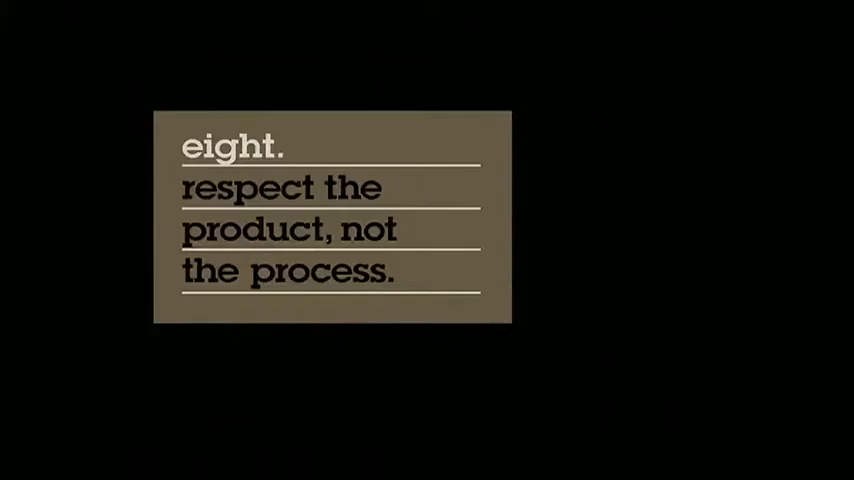 eight.
respect the
product, not
the process.